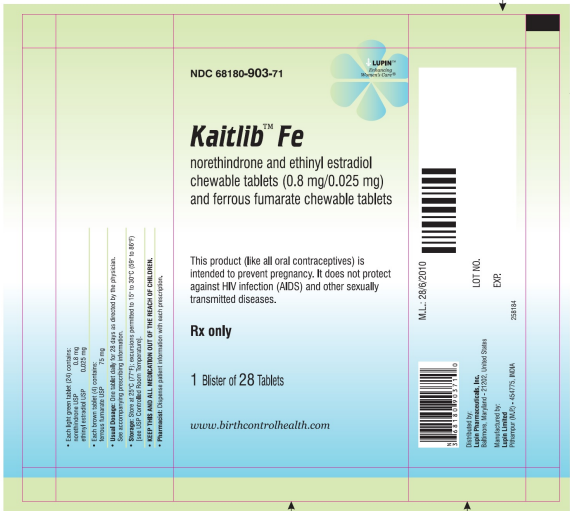 NDC 68180-903-71
LUPIN™
Enhancing
Women's Care®
Kaitlib™ Fe
norethindrone and ethinyl estradiol
chewable tablets (0.8 mg/0.025 mg)
and ferrous fumarate chewable tablets
This product (like all oral contraceptives) is
intended to prevent pregnancy. It does not protect
against HIV infection (AIDS) and other sexually
transmitted diseases.
Rx only
1 Blister of 28 Tablets
www.birthcontrolhealth.com
• Each light green tablet (24) contains:
norethindrone USP 0.8 mg
ethinyl estradiol USP 0.025 mg
• Each brown tablet (4) contains:
ferrous fumarate USP 75 mg
• Usual Dosage: One tablet daily for 28 days as directed by the physician.
See accompanying prescribing information.
• Storage: Store at 25°C (77°F); excursions permitted to 15° to 30°C (59° to 86°F)
[see USP Controlled Room Temperature].
• KEEP THIS AND ALL MEDICATION OUT OF THE REACH OF CHILDREN.
• Pharmacist: Dispense patient information with each prescription.
M.L.: 28/6/2010
LOT NO.
EXP.
258184
N 3 68180 90371 0
Distributed by:
Lupin Pharmaceuticals, Inc.
Baltimore, Maryland - 21202, United States
Manufactured by:
Lupin Limited
Pithampur (M.P.) • 454775, INDIA